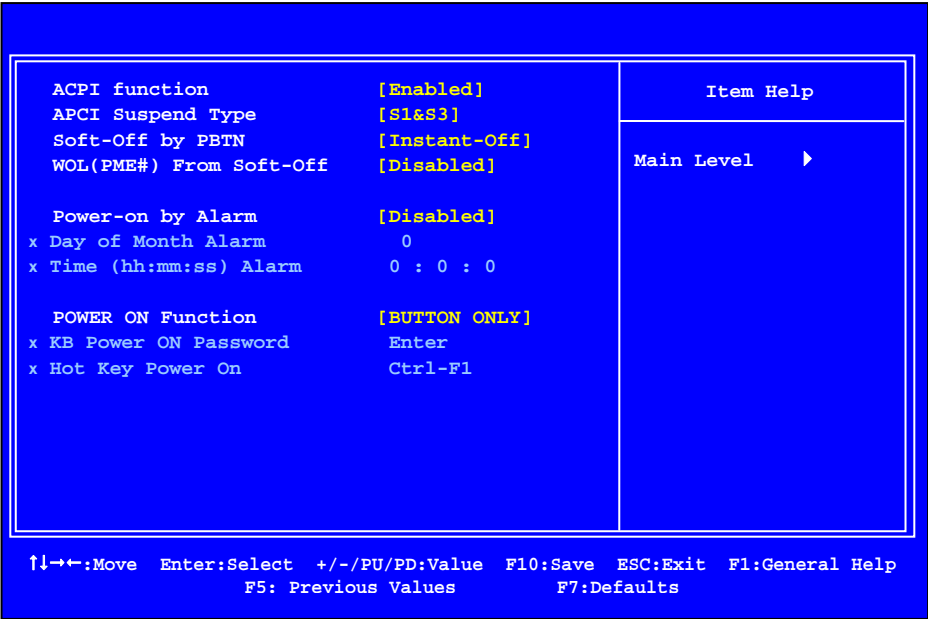 ACPI function [Enabled]
APCI Suspend Type [S1&S3]
Soft-Off by PBTN [Instant-Off]
WOL(PME#) From Soft-Off [Disabled]
Power-on by Alarm [Disabled]
x Day of Month Alarm 0
x Time (hh:mm:ss) Alarm 0 : 0 : 0
POWER ON Function [BUTTON ONLY]
x KB Power ON Password Enter
x Hot Key Power On Ctrl-F1
Item Help
Main Level
↑↓→←:Move Enter:Select +/-/PU/PD:Value F10:Save ESC:Exit F1:General Help
F5: Previous Values F7:Defaults